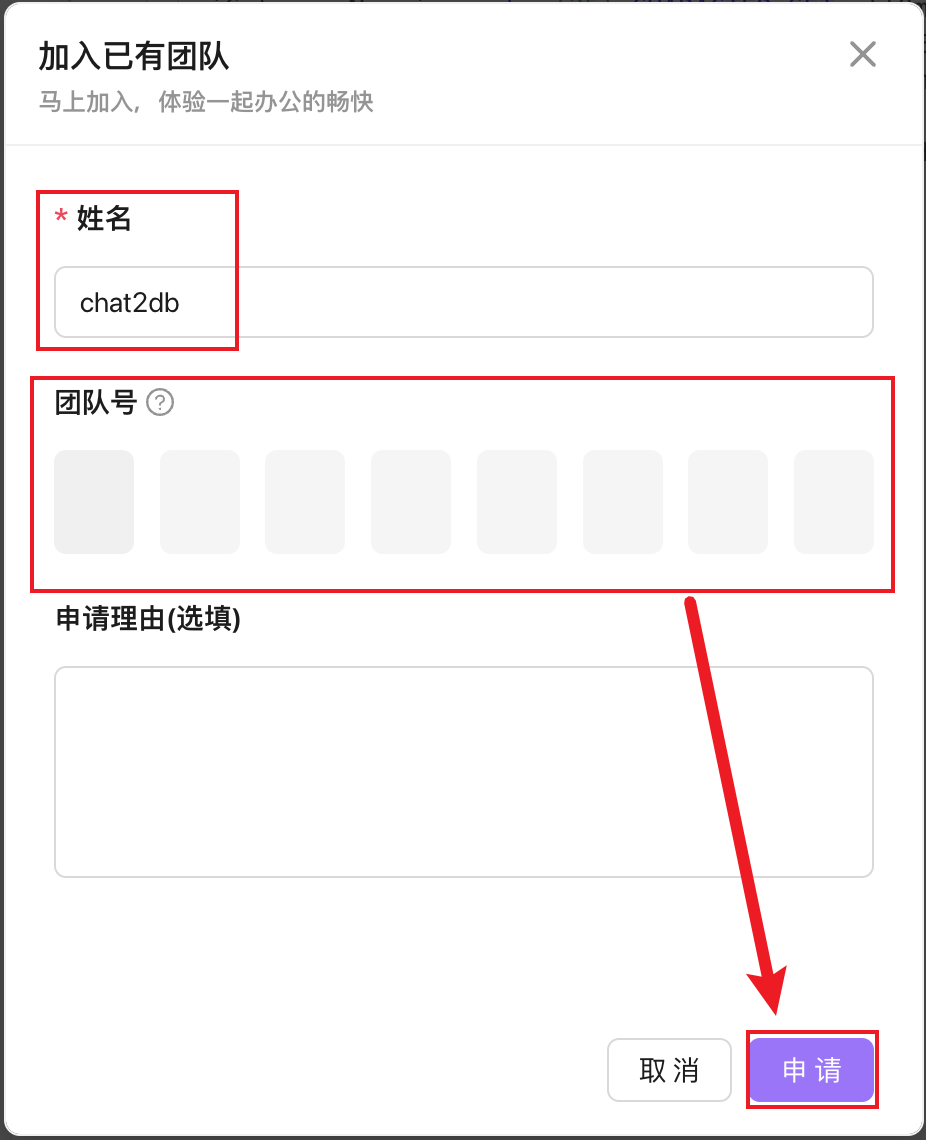 加入已有团队
马上加入，体验一起办公的畅快
* 姓名
chat2db
团队号 ?
申请理由(选填)
取 消
申 请